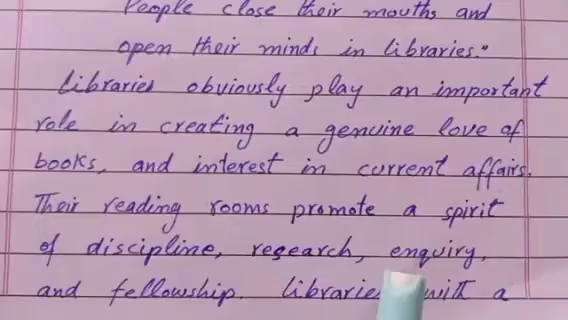 People close their mouths and
open their minds in libraries."
Libraries obviously play an important
role in creating a genuine love of
books, and interest in current affairs.
Their reading rooms promote a spirit
of discipline, research, enquiry,
and fellowship. Libraries with a